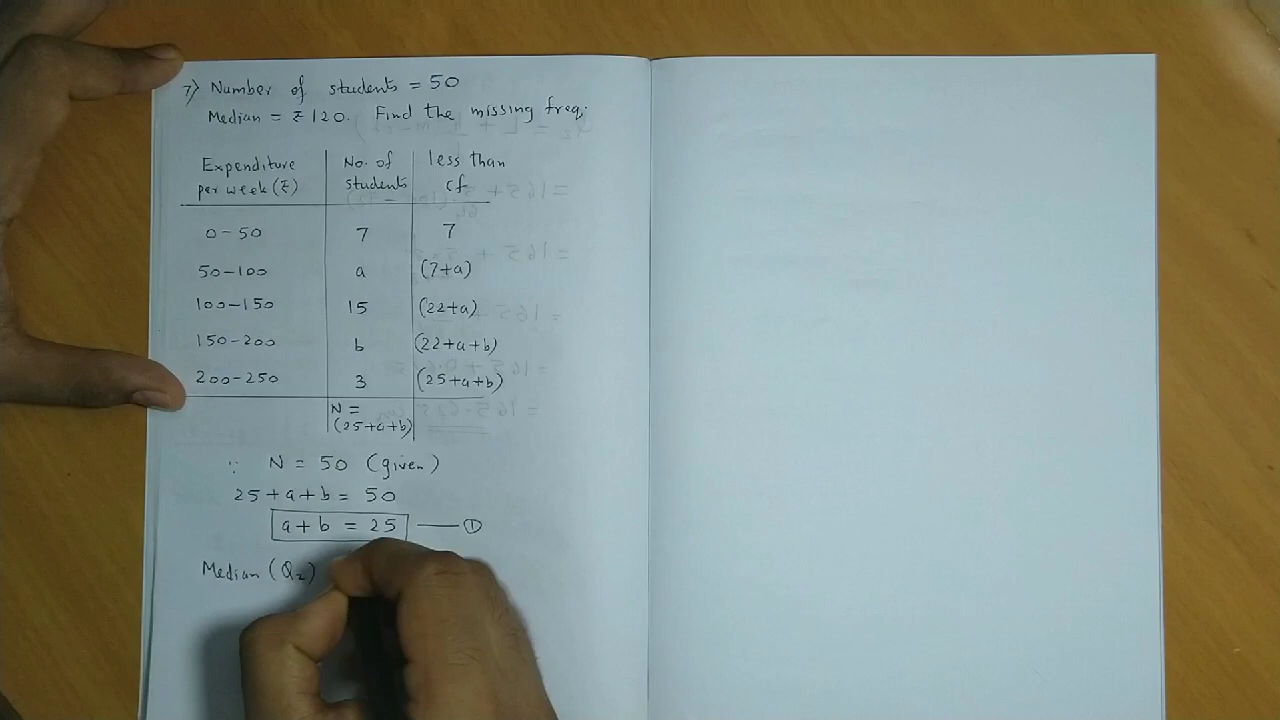 7) Number of students = 50
Median = ₹120. Find the missing freq.
Expenditure per week (₹) No. of students less than cf
0-50 7 7
50-100 a (7+a)
100-150 15 (22+a)
150-200 b (22+a+b)
200-250 3 (25+a+b)
N = (25+a+b)
∵ N = 50 (given)
25+a+b = 50
a+b = 25 —— ①
Median (Q₂)